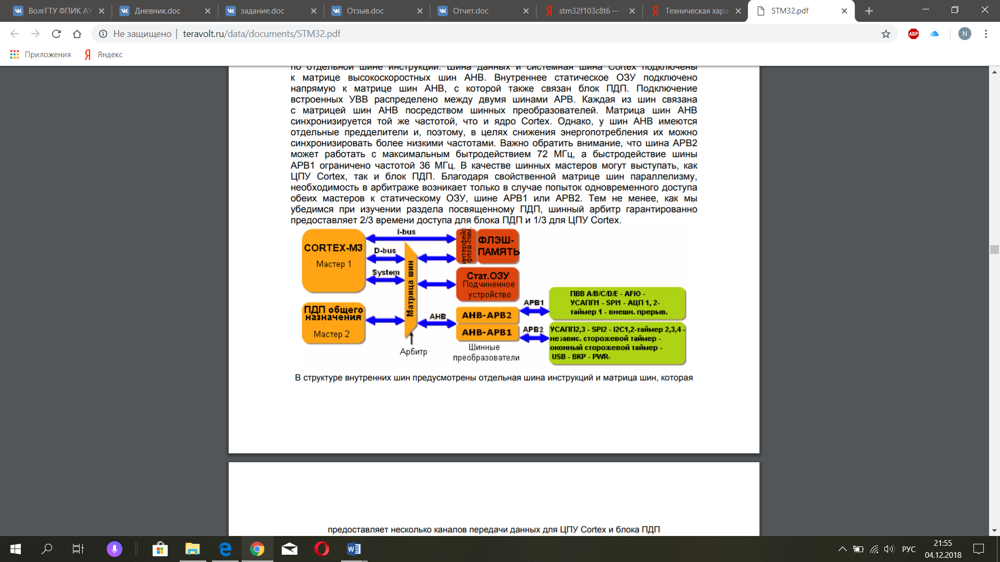 ВолгГТУ ФПИК АУ
Дневник.doc
задание.doc
Отзыв.doc
Отчет.doc
stm32f103c8t6 —
Техническая хара
STM32.pdf
Не защищено
teravolt.ru/data/documents/STM32.pdf
ABP
N
Приложения
Яндекс
по отдельной шине инструкций. Шина данных и системная шина Cortex подключены
к матрице высокоскоростных шин AHB. Внутреннее статическое ОЗУ подключено
напрямую к матрице шин AHB, с которой также связан блок ПДП. Подключение
встроенных УВВ распределено между двумя шинами APB. Каждая из шин связана
с матрицей шин AHB посредством шинных преобразователей. Матрица шин AHB
синхронизируется той же частотой, что и ядро Cortex. Однако, у шин AHB имеются
отдельные предделители и, поэтому, в целях снижения энергопотребления их можно
синхронизировать более низкими частотами. Важно обратить внимание, что шина APB2
может работать с максимальным бытродействием 72 МГц, а быстродействие шины
APB1 ограничено частотой 36 МГц. В качестве шинных мастеров могут выступать, как
ЦПУ Cortex, так и блок ПДП. Благодаря свойственной матрице шин параллелизму,
необходимость в арбитраже возникает только в случае попыток одновременного доступа
обеих мастеров к статическому ОЗУ, шине APB1 или APB2. Тем не менее, как мы
убедимся при изучении раздела посвященному ПДП, шинный арбитр гарантированно
предоставляет 2/3 времени доступа для блока ПДП и 1/3 для ЦПУ Cortex.
CORTEX-M3
Мастер 1
I-bus
D-bus
System
Матрица шин
интерфейс
флэш-пам.
ФЛЭШ-
ПАМЯТЬ
Стат.ОЗУ
Подчиненное
устройство
ПДП общего
назначения
Мастер 2
AHB
AHB-APB2
AHB-APB1
APB1
APB2
ПВВ A/B/C/D/E - AFIO -
УСАПП1 - SPI1 - АЦП 1, 2-
таймер 1 - внешн. прерыв.
УСАПП2,3 - SPI2 - I2C1,2-таймер 2,3,4 -
независ. сторожевой таймер -
оконный сторожевой таймер -
USB - BKP - PWR-
Арбитр
Шинные
преобразователи
В структуре внутренних шин предусмотрены отдельная шина инструкций и матрица шин, которая
предоставляет несколько каналов передачи данных для ЦПУ Cortex и блока ПДП
РУС
21:55
04.12.2018